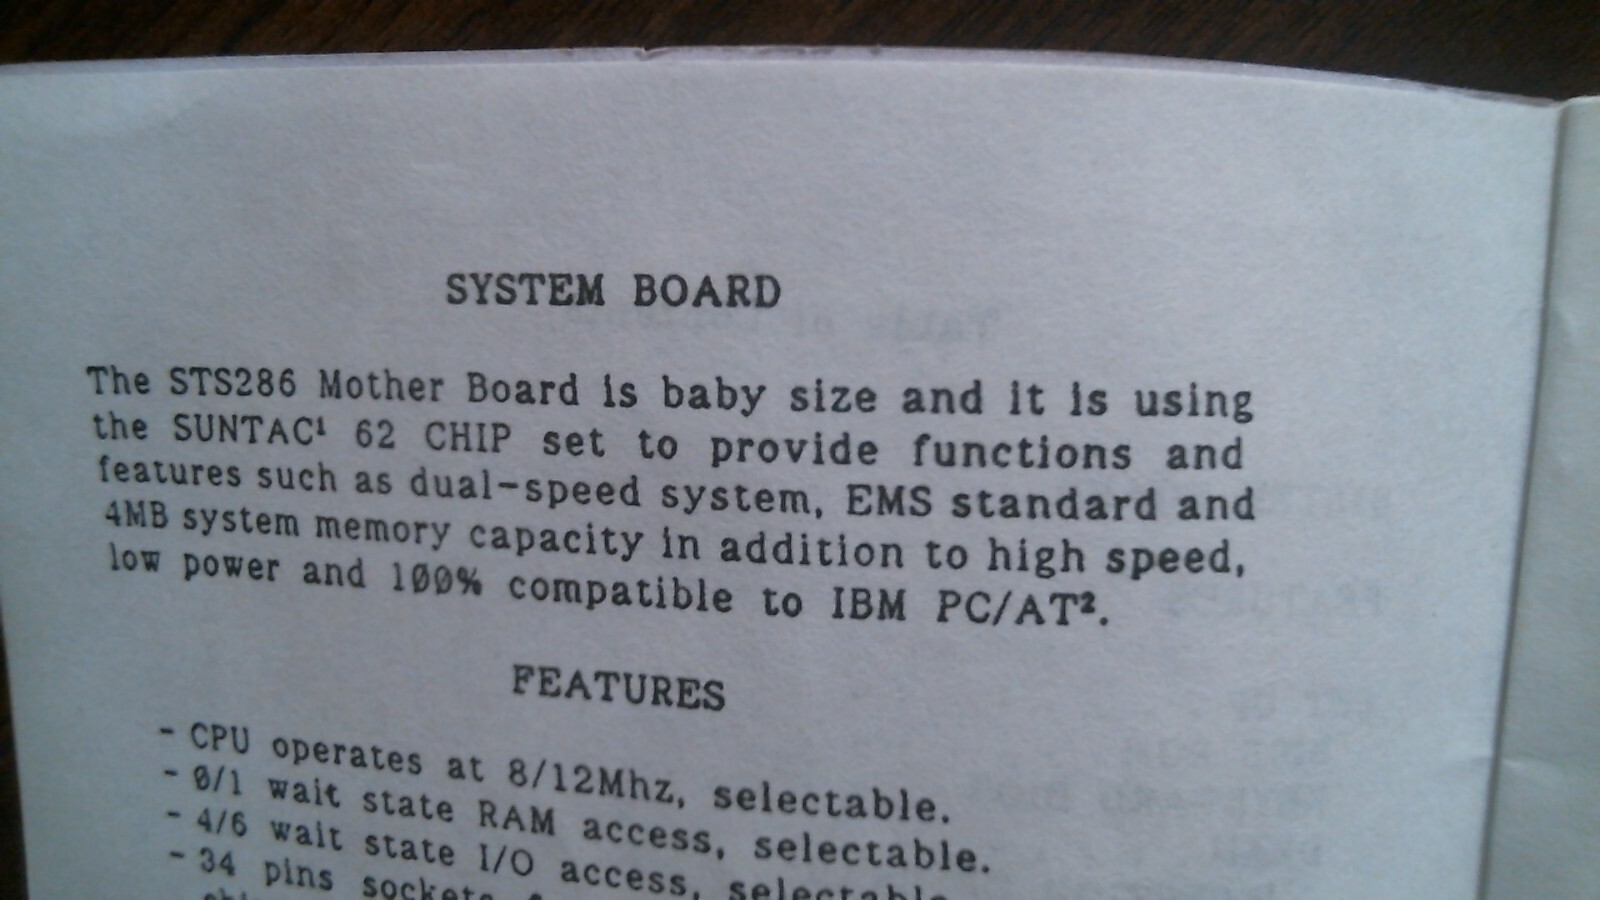 SYSTEM BOARD
The STS286 Mother Board is baby size and it is using
the SUNTAC¹ 62 CHIP set to provide functions and
features such as dual-speed system, EMS standard and
4MB system memory capacity in addition to high speed,
low power and 100% compatible to IBM PC/AT².
FEATURES
- CPU operates at 8/12Mhz, selectable.
- 0/1 wait state RAM access, selectable.
- 4/6 wait state I/O access, selectable.
- 34 pins sockets